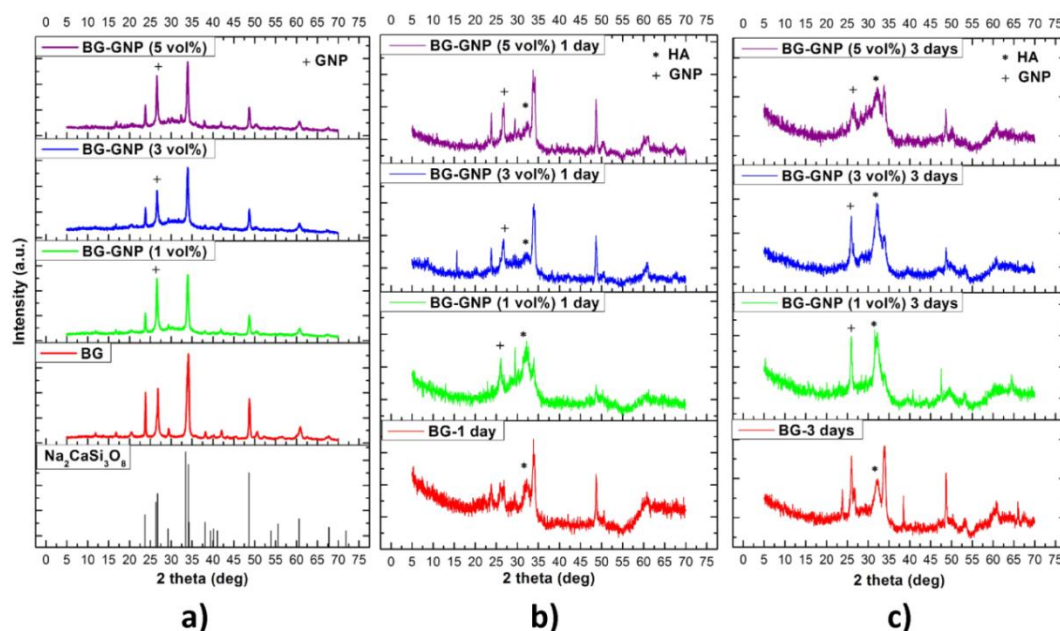 5 10 15 20 25 30 35 40 45 50 55 60 65 70 75
BG-GNP (5 vol%)
+ GNP
+
BG-GNP (3 vol%)
+
BG-GNP (1 vol%)
+
BG
Na₂CaSi₃O₈
0 5 10 15 20 25 30 35 40 45 50 55 60 65 70 75
2 theta (deg)
Intensity (a.u.)
a)
0 5 10 15 20 25 30 35 40 45 50 55 60 65 70 75
BG-GNP (5 vol%) 1 day
* HA
+ GNP
+ *
BG-GNP (3 vol%) 1 day
+ *
BG-GNP (1 vol%) 1 day
+ *
BG-1 day
*
0 5 10 15 20 25 30 35 40 45 50 55 60 65 70 75
2 theta (deg)
b)
0 5 10 15 20 25 30 35 40 45 50 55 60 65 70 75
BG-GNP (5 vol%) 3 days
* HA
+ GNP
+ *
BG-GNP (3 vol%) 3 days
+ *
BG-GNP (1 vol%) 3 days
+ *
BG-3 days
*
0 5 10 15 20 25 30 35 40 45 50 55 60 65 70 75
2 theta (deg)
c)